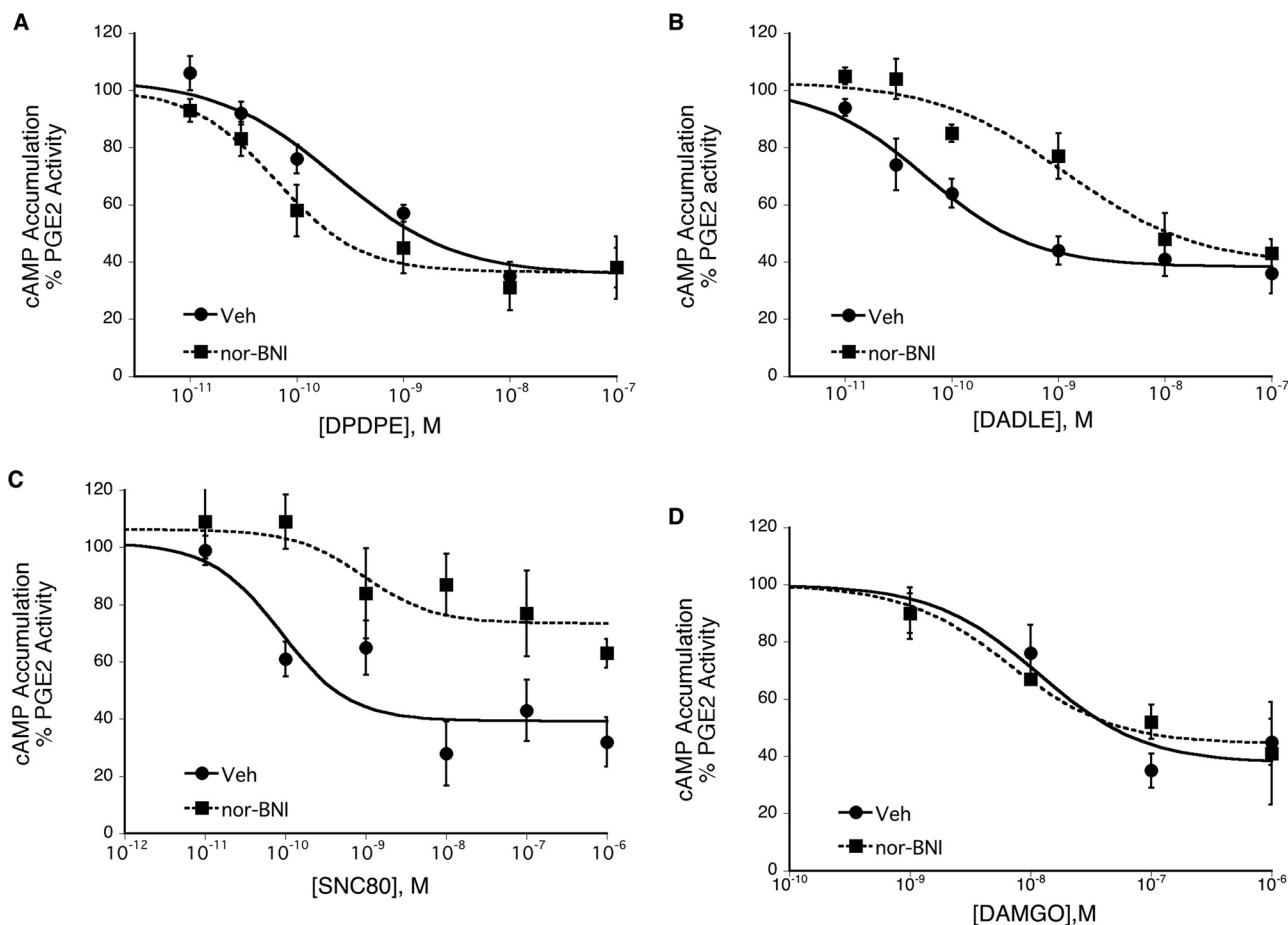 A
cAMP Accumulation
% PGE2 Activity
120
100
80
60
40
20
0
Veh
nor-BNI
10-11
10-10
10-9
10-8
10-7
[DPDPE], M
B
cAMP Accumulation
% PGE2 activity
120
100
80
60
40
20
0
Veh
nor-BNI
10-11
10-10
10-9
10-8
10-7
[DADLE], M
C
cAMP Accumulation
% PGE2 Activity
120
100
80
60
40
20
0
Veh
nor-BNI
10-12
10-11
10-10
10-9
10-8
10-7
10-6
[SNC80], M
D
cAMP Accumulation
% PGE2 Activity
120
100
80
60
40
20
0
Veh
nor-BNI
10-10
10-9
10-8
10-7
10-6
[DAMGO],M